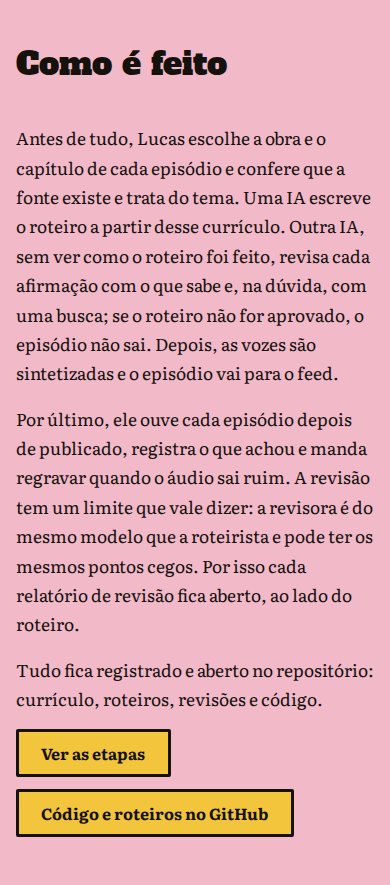 Como é feito
Antes de tudo, Lucas escolhe a obra e o
capítulo de cada episódio e confere que a
fonte existe e trata do tema. Uma IA escreve
o roteiro a partir desse currículo. Outra IA,
sem ver como o roteiro foi feito, revisa cada
afirmação com o que sabe e, na dúvida, com
uma busca; se o roteiro não for aprovado, o
episódio não sai. Depois, as vozes são
sintetizadas e o episódio vai para o feed.
Por último, ele ouve cada episódio depois
de publicado, registra o que achou e manda
regravar quando o áudio sai ruim. A revisão
tem um limite que vale dizer: a revisora é do
mesmo modelo que a roteirista e pode ter os
mesmos pontos cegos. Por isso cada
relatório de revisão fica aberto, ao lado do
roteiro.
Tudo fica registrado e aberto no repositório:
currículo, roteiros, revisões e código.
Ver as etapas
Código e roteiros no GitHub